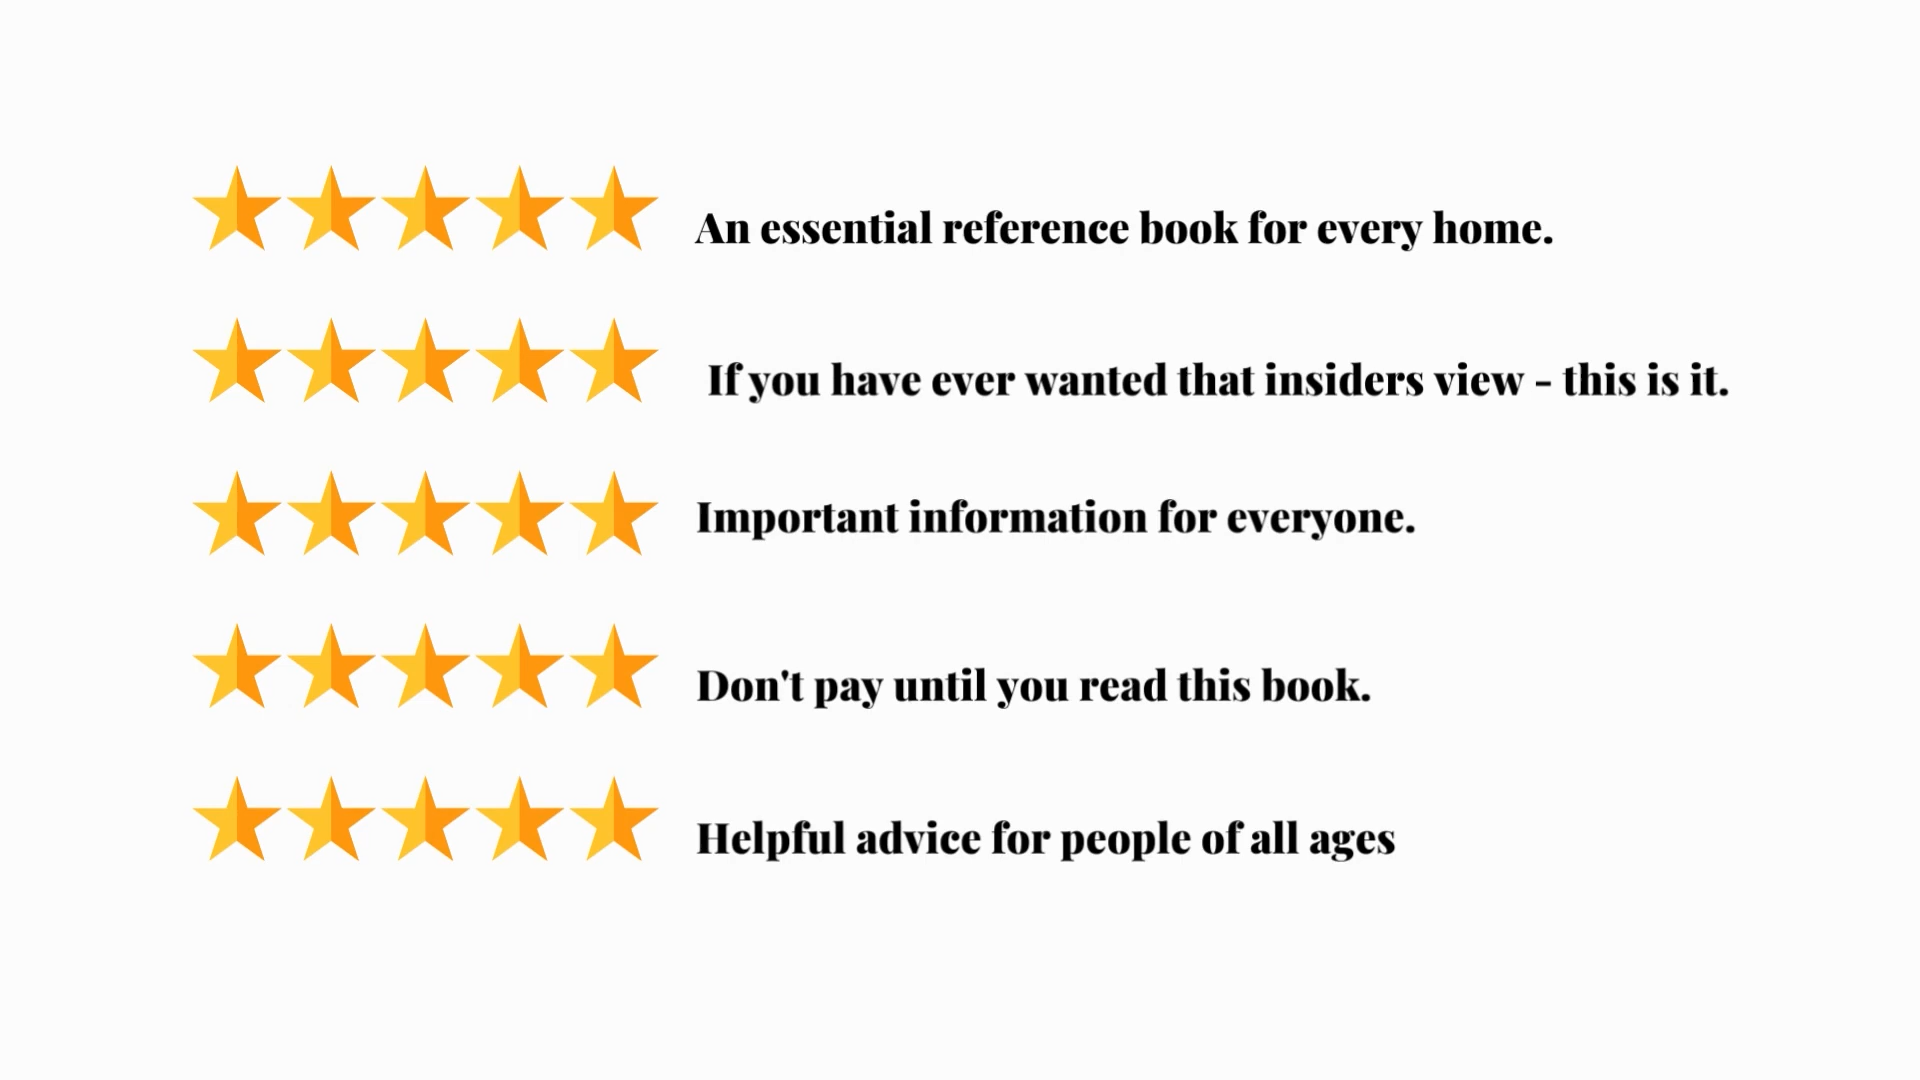 An essential reference book for every home.
If you have ever wanted that insiders view - this is it.
Important information for everyone.
Don't pay until you read this book.
Helpful advice for people of all ages